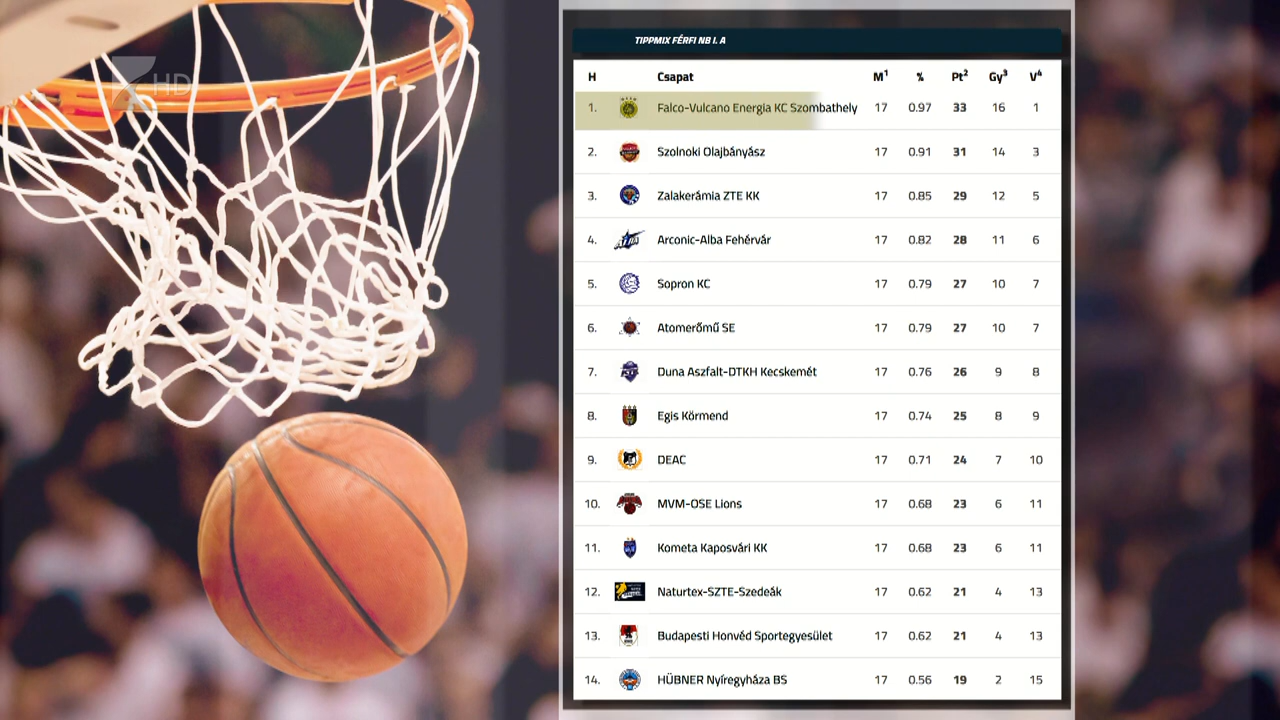 HD
TIPPMIX FÉRFI NB I. A
H Csapat M¹ % Pt² Gy³ V⁴
1. Falco-Vulcano Energia KC Szombathely 17 0.97 33 16 1
2. Szolnoki Olajbányász 17 0.91 31 14 3
3. Zalakerámia ZTE KK 17 0.85 29 12 5
4. Arconic-Alba Fehérvár 17 0.82 28 11 6
5. Sopron KC 17 0.79 27 10 7
6. Atomerőmű SE 17 0.79 27 10 7
7. Duna Aszfalt-DTKH Kecskemét 17 0.76 26 9 8
8. Egis Körmend 17 0.74 25 8 9
9. DEAC 17 0.71 24 7 10
10. MVM-OSE Lions 17 0.68 23 6 11
11. Kometa Kaposvári KK 17 0.68 23 6 11
12. Naturtex-SZTE-Szedeák 17 0.62 21 4 13
13. Budapesti Honvéd Sportegyesület 17 0.62 21 4 13
14. HÜBNER Nyíregyháza BS 17 0.56 19 2 15